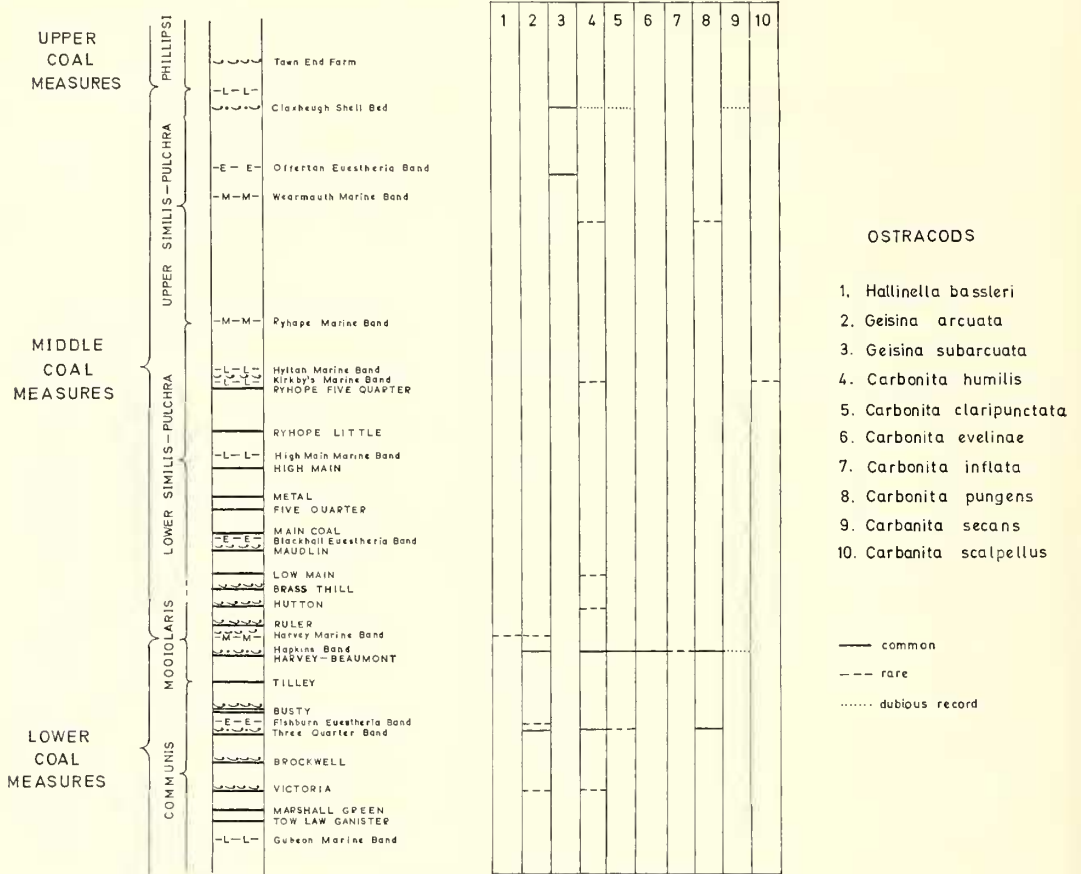 UPPER
COAL
MEASURES
MIDDLE
COAL
MEASURES
LOWER
COAL
MEASURES
PHILLIPSI
UPPER SIMILIS-PULCHRA
LOWER SIMILIS-PULCHRA
MODIOLARIS
COMMUNIS
Town End Farm
-L-L-
Claxheugh Shell Bed
-E-E- Offerton Euestheria Band
-M-M- Wearmouth Marine Band
-M-M- Ryhope Marine Band
-L-L- Hylton Marine Band
-L-L- Kirkby's Marine Band
RYHOPE FIVE QUARTER
RYHOPE LITTLE
-L-L- High Main Marine Band
HIGH MAIN
METAL
FIVE QUARTER
MAIN COAL
-E-E- Blackhall Euestheria Band
MAUDLIN
LOW MAIN
BRASS THILL
HUTTON
RULER
-M-M- Harvey Marine Band
Hopkins Band
HARVEY-BEAUMONT
TILLEY
BUSTY
-E-E- Fishburn Euestheria Band
Three Quarter Band
BROCKWELL
VICTORIA
MARSHALL GREEN
TOW LAW GANISTER
-L-L- Gubeon Marine Band
1 2 3 4 5 6 7 8 9 10
OSTRACODS
1, Hallinella bassleri
2. Geisina arcuata
3. Geisina subarcuata
4. Carbonita humilis
5. Carbonita claripunctata
6. Carbonita evelinae
7. Carbonita inflata
8. Carbonita pungens
9. Carbanita secans
10. Carbanita scalpellus
common
rare
dubious record